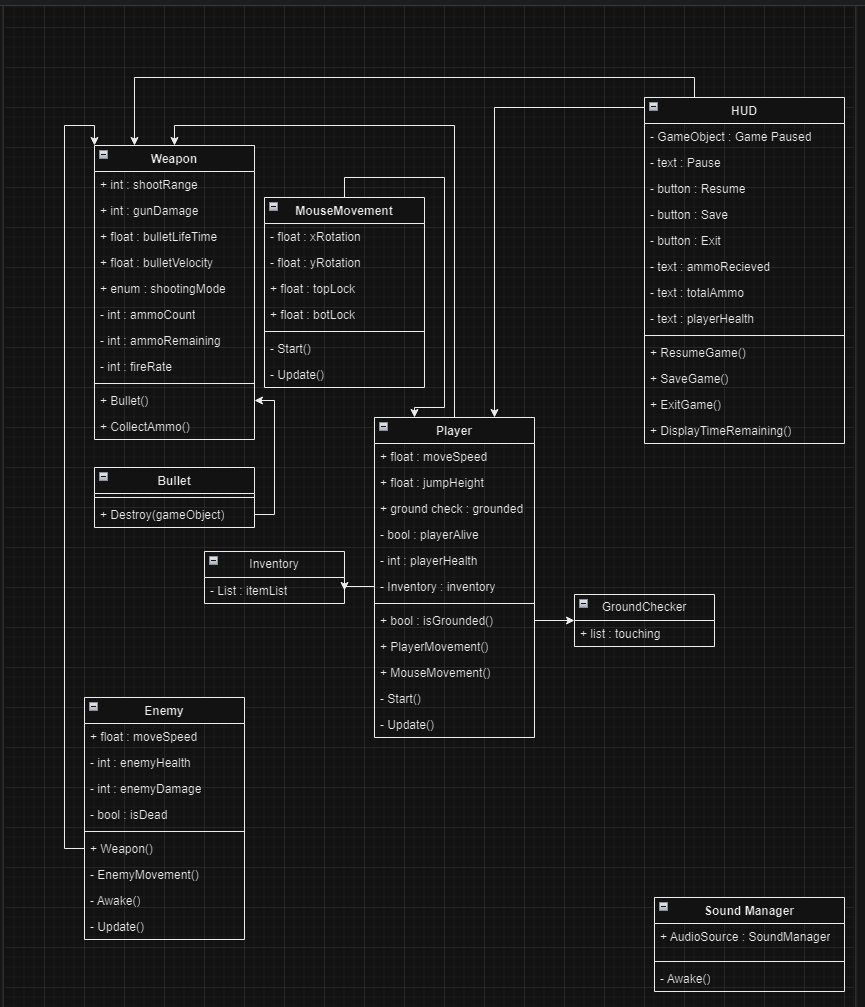 HUD
- GameObject : Game Paused
- text : Pause
- button : Resume
- button : Save
- button : Exit
- text : ammoRecieved
- text : totalAmmo
- text : playerHealth
+ ResumeGame()
+ SaveGame()
+ ExitGame()
+ DisplayTimeRemaining()
Weapon
+ int : shootRange
+ int : gunDamage
+ float : bulletLifeTime
+ float : bulletVelocity
+ enum : shootingMode
- int : ammoCount
- int : ammoRemaining
- int : fireRate
+ Bullet()
+ CollectAmmo()
MouseMovement
- float : xRotation
- float : yRotation
+ float : topLock
+ float : botLock
- Start()
- Update()
Player
+ float : moveSpeed
+ float : jumpHeight
+ ground check : grounded
- bool : playerAlive
- int : playerHealth
- Inventory : inventory
+ bool : isGrounded()
+ PlayerMovement()
+ MouseMovement()
- Start()
- Update()
Bullet
+ Destroy(gameObject)
Inventory
- List : itemList
GroundChecker
+ list : touching
Enemy
+ float : moveSpeed
- int : enemyHealth
- int : enemyDamage
- bool : isDead
+ Weapon()
- EnemyMovement()
- Awake()
- Update()
Sound Manager
+ AudioSource : SoundManager
- Awake()